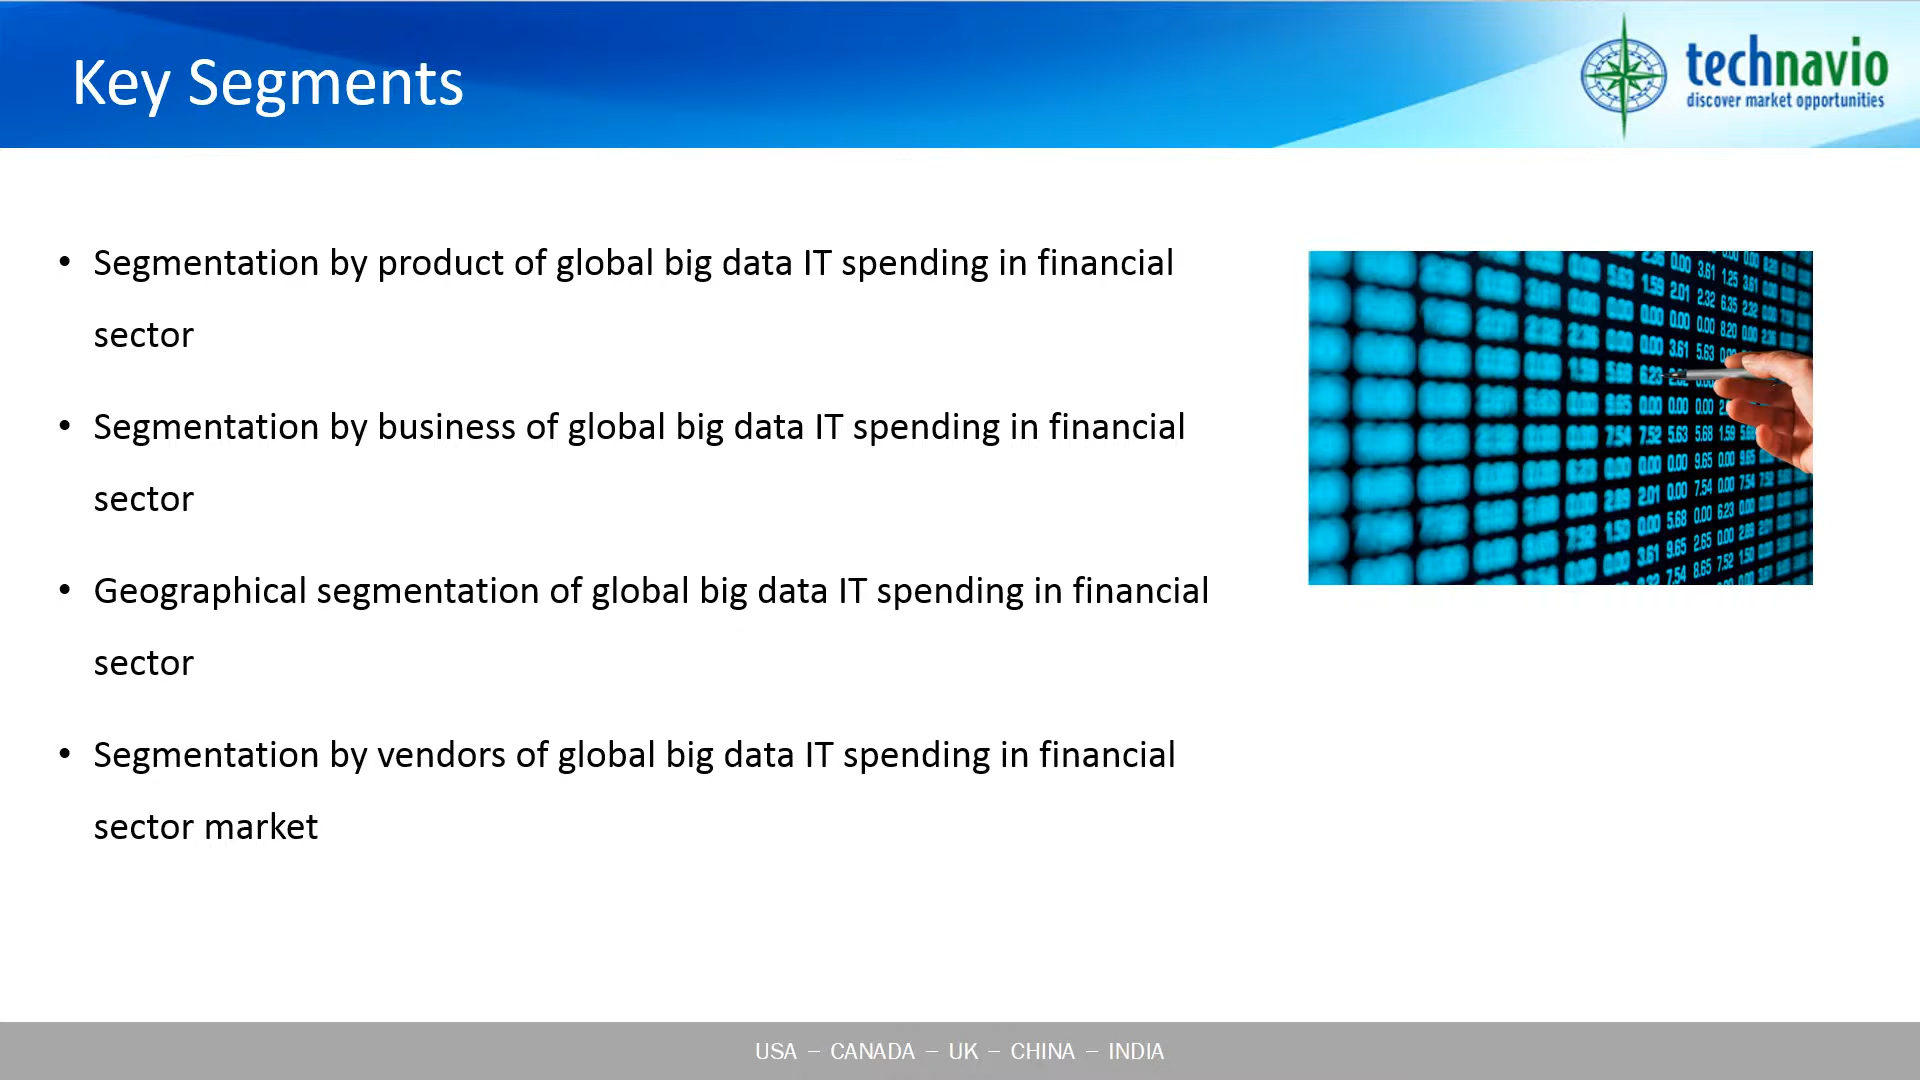 Key Segments
technavio
discover market opportunities
• Segmentation by product of global big data IT spending in financial
sector
• Segmentation by business of global big data IT spending in financial
sector
• Geographical segmentation of global big data IT spending in financial
sector
• Segmentation by vendors of global big data IT spending in financial
sector market
USA – CANADA – UK – CHINA – INDIA